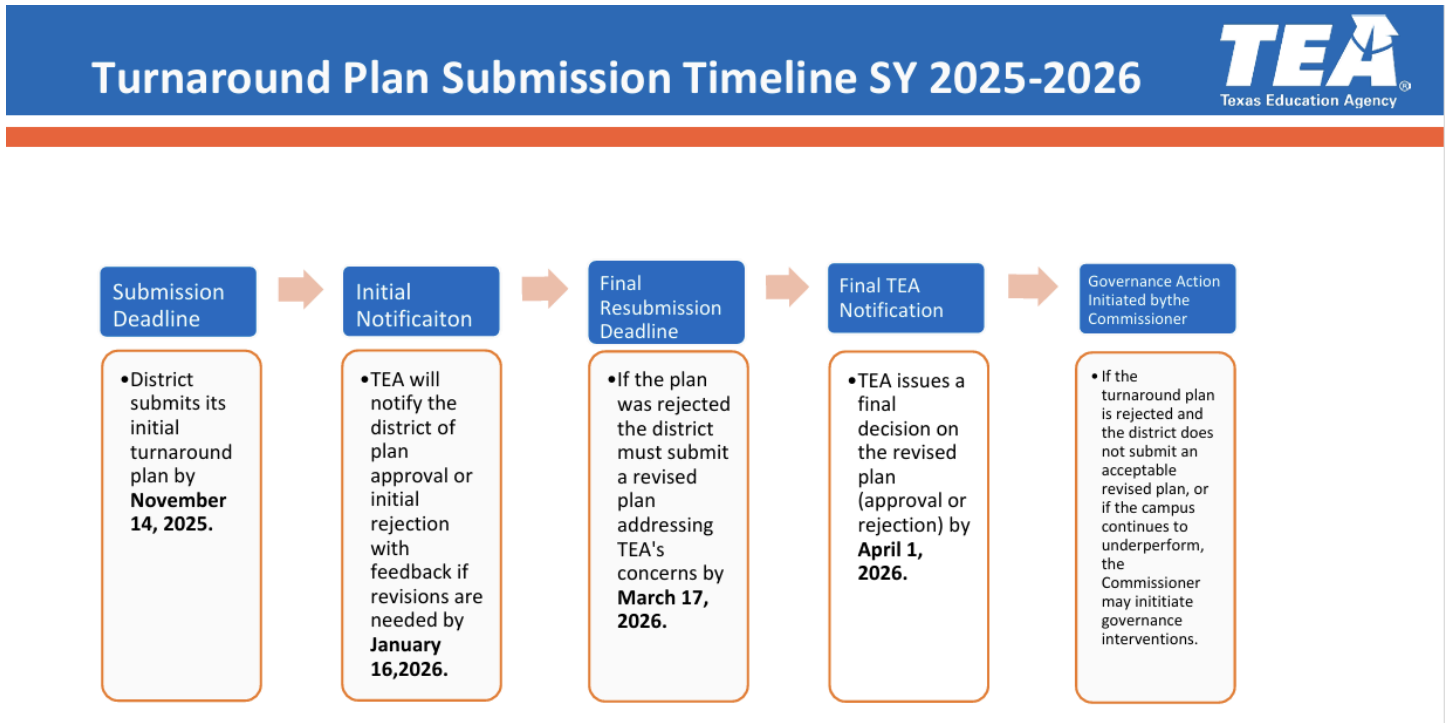 Turnaround Plan Submission Timeline SY 2025-2026
TEA®
Texas Education Agency
Submission
Deadline
•District
submits its
initial
turnaround
plan by
November
14, 2025.
Initial
Notificaiton
•TEA will
notify the
district of
plan
approval or
initial
rejection
with
feedback if
revisions are
needed by
January
16,2026.
Final
Resubmission
Deadline
•If the plan
was rejected
the district
must submit
a revised
plan
addressing
TEA's
concerns by
March 17,
2026.
Final TEA
Notification
•TEA issues a
final
decision on
the revised
plan
(approval or
rejection) by
April 1,
2026.
Governance Action
Initiated bythe
Commissioner
• If the
turnaround plan
is rejected and
the district does
not submit an
acceptable
revised plan, or
if the campus
continues to
underperform,
the
Commissioner
may inititiate
governance
interventions.